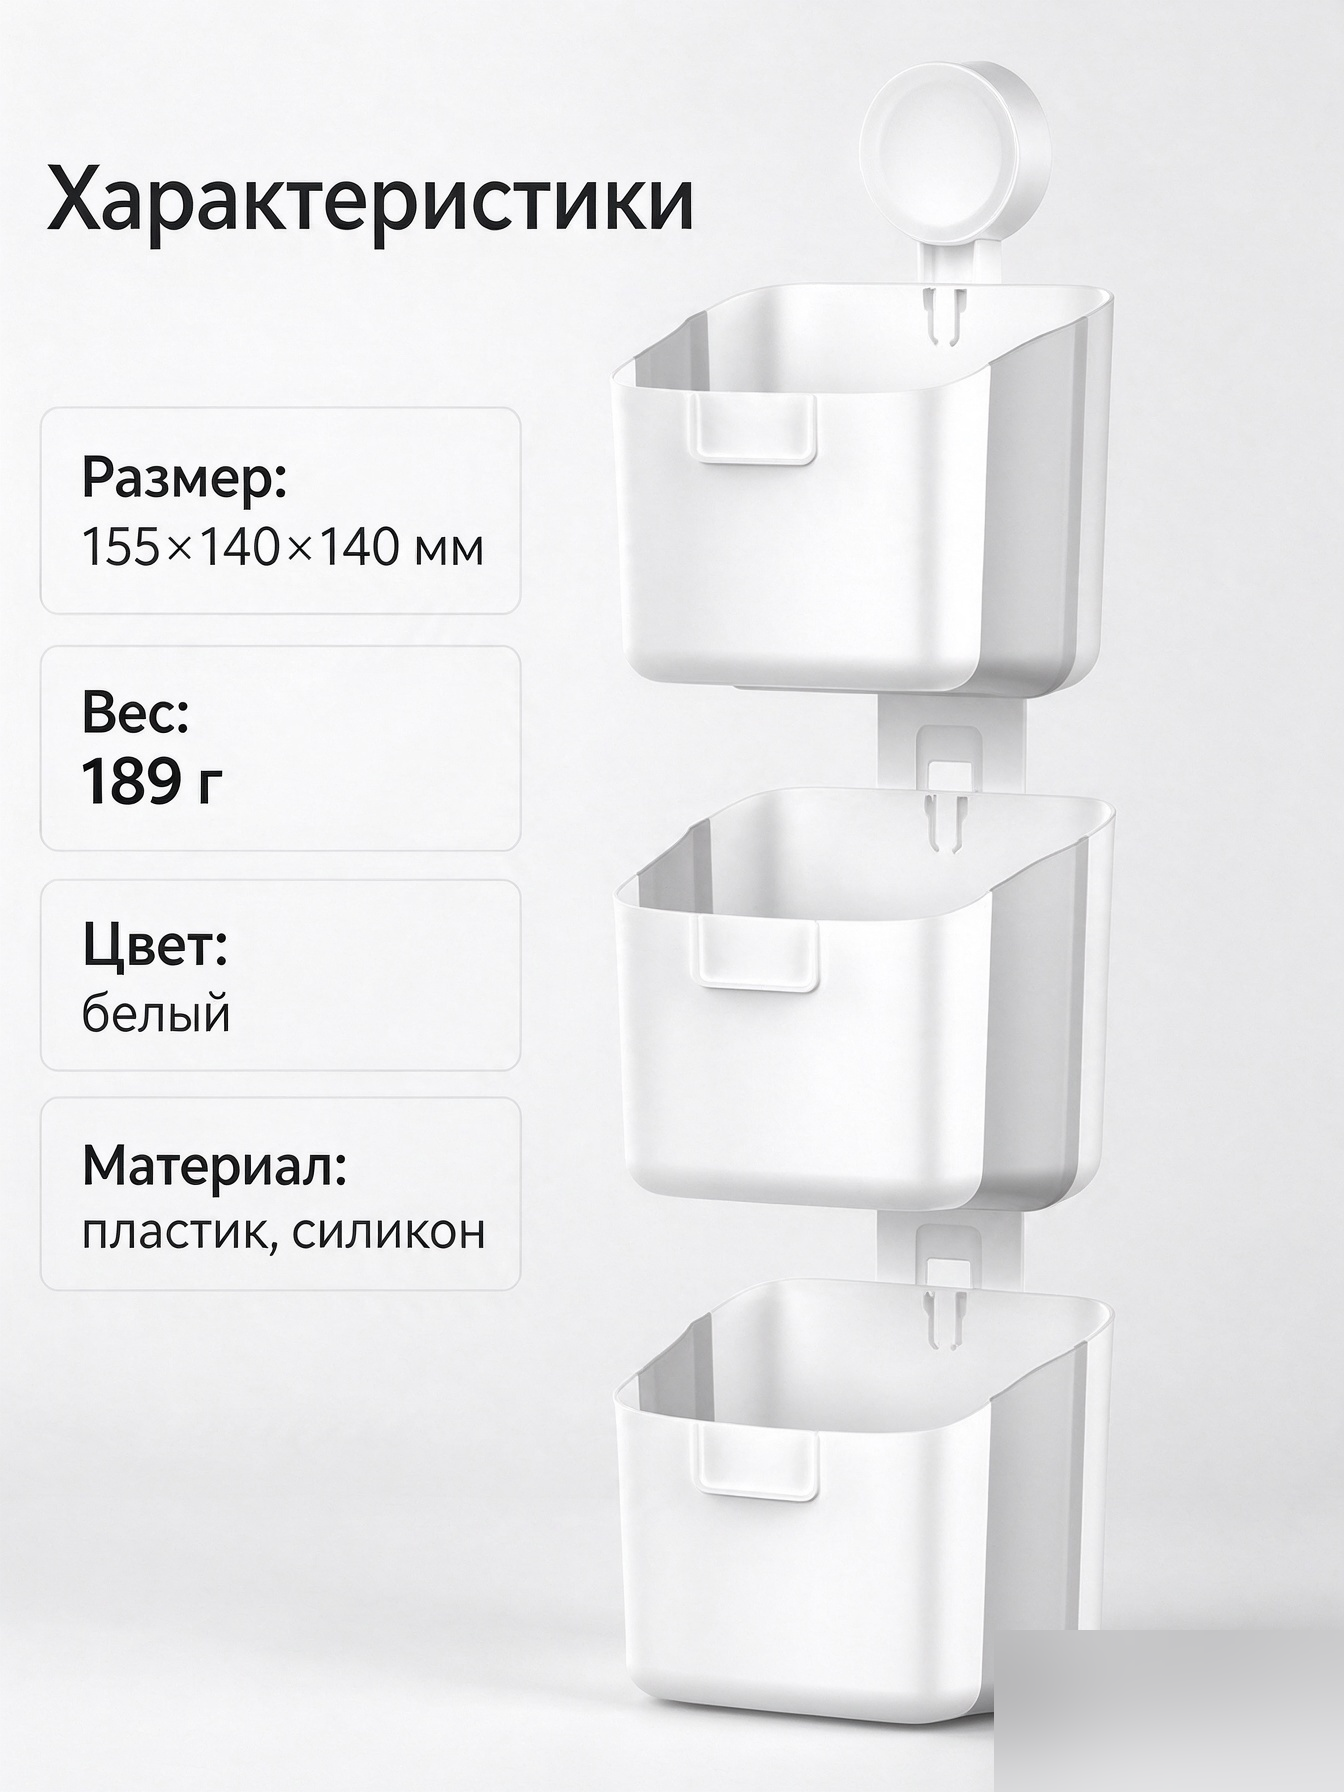 Характеристики
Размер:
155×140×140 мм
Вес:
189 г
Цвет:
белый
Материал:
пластик, силикон